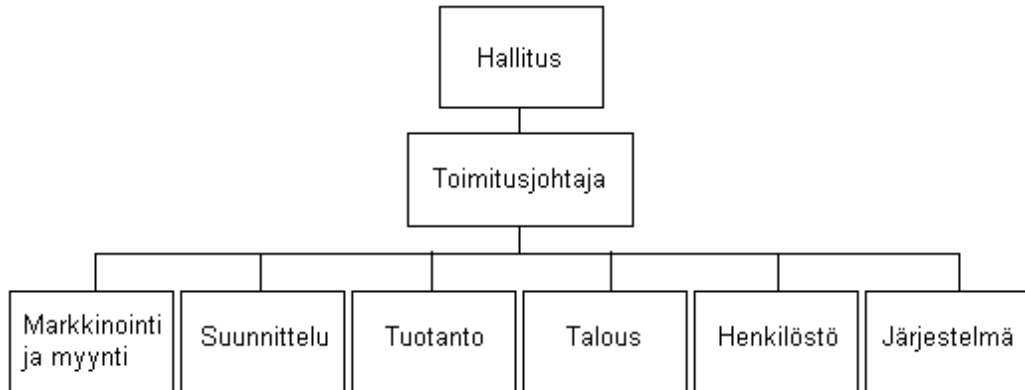 Hallitus
Toimitusjohtaja
Markkinointi
ja myynti
Suunnittelu
Tuotanto
Talous
Henkilöstö
Järjestelmä